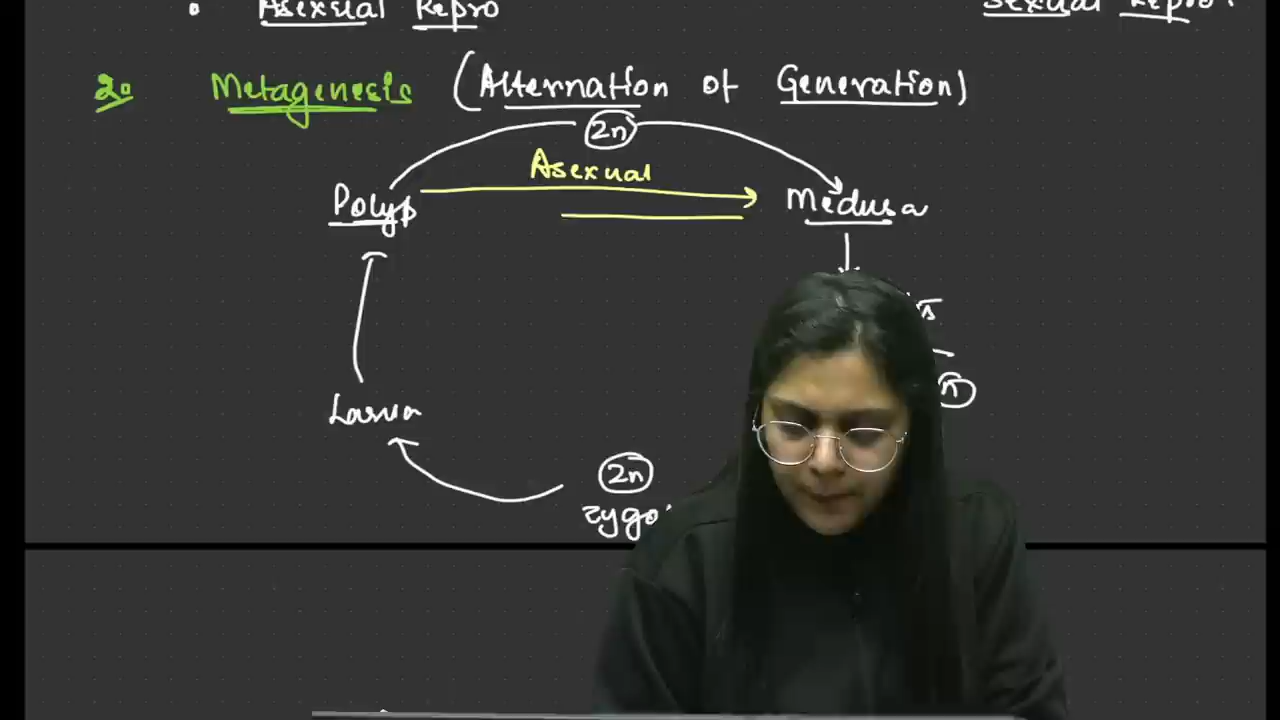 • Asexual Repro
Sexual Repro
2. Metagenesis (Alternation of Generation)
2n
Asexual
Polyp
Medusa
n
Larva
2n